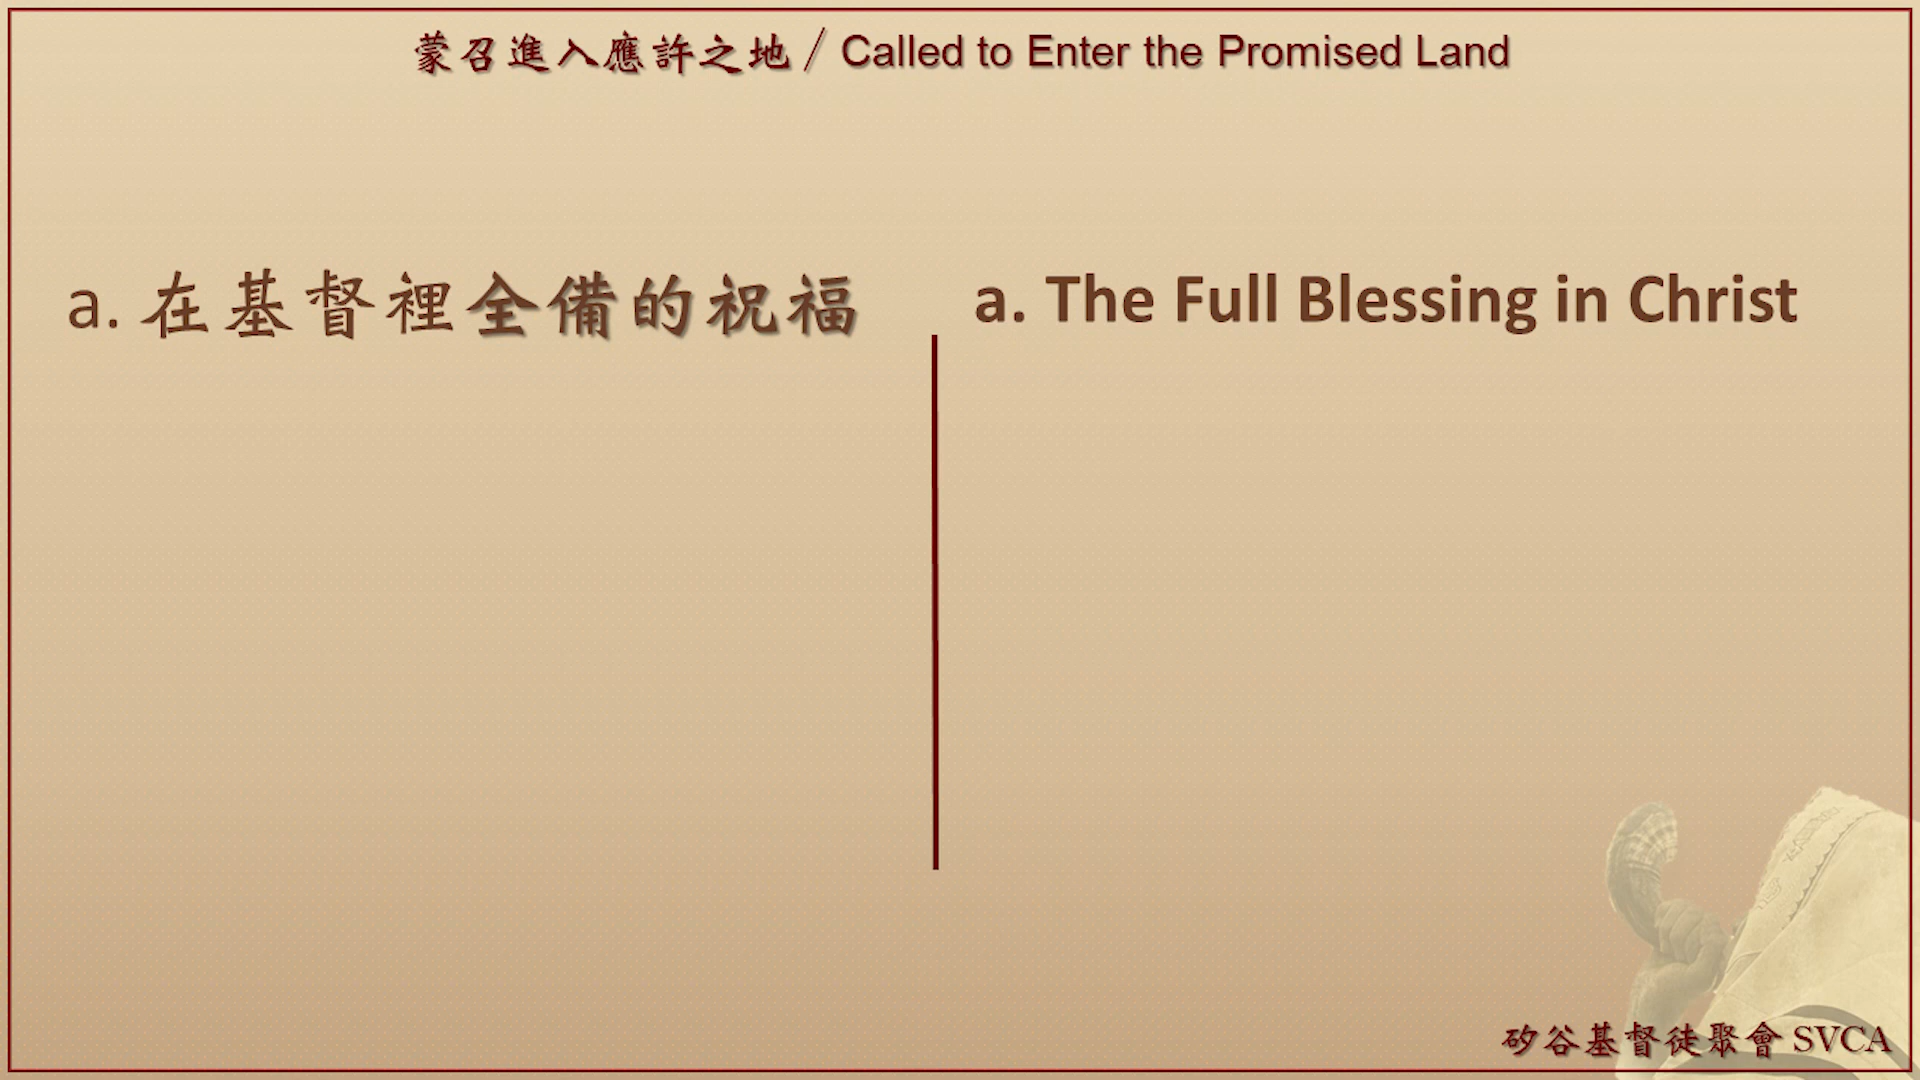 蒙召進入應許之地 / Called to Enter the Promised Land
a. 在基督裡全備的祝福
a. The Full Blessing in Christ
矽谷基督徒聚會 SVCA